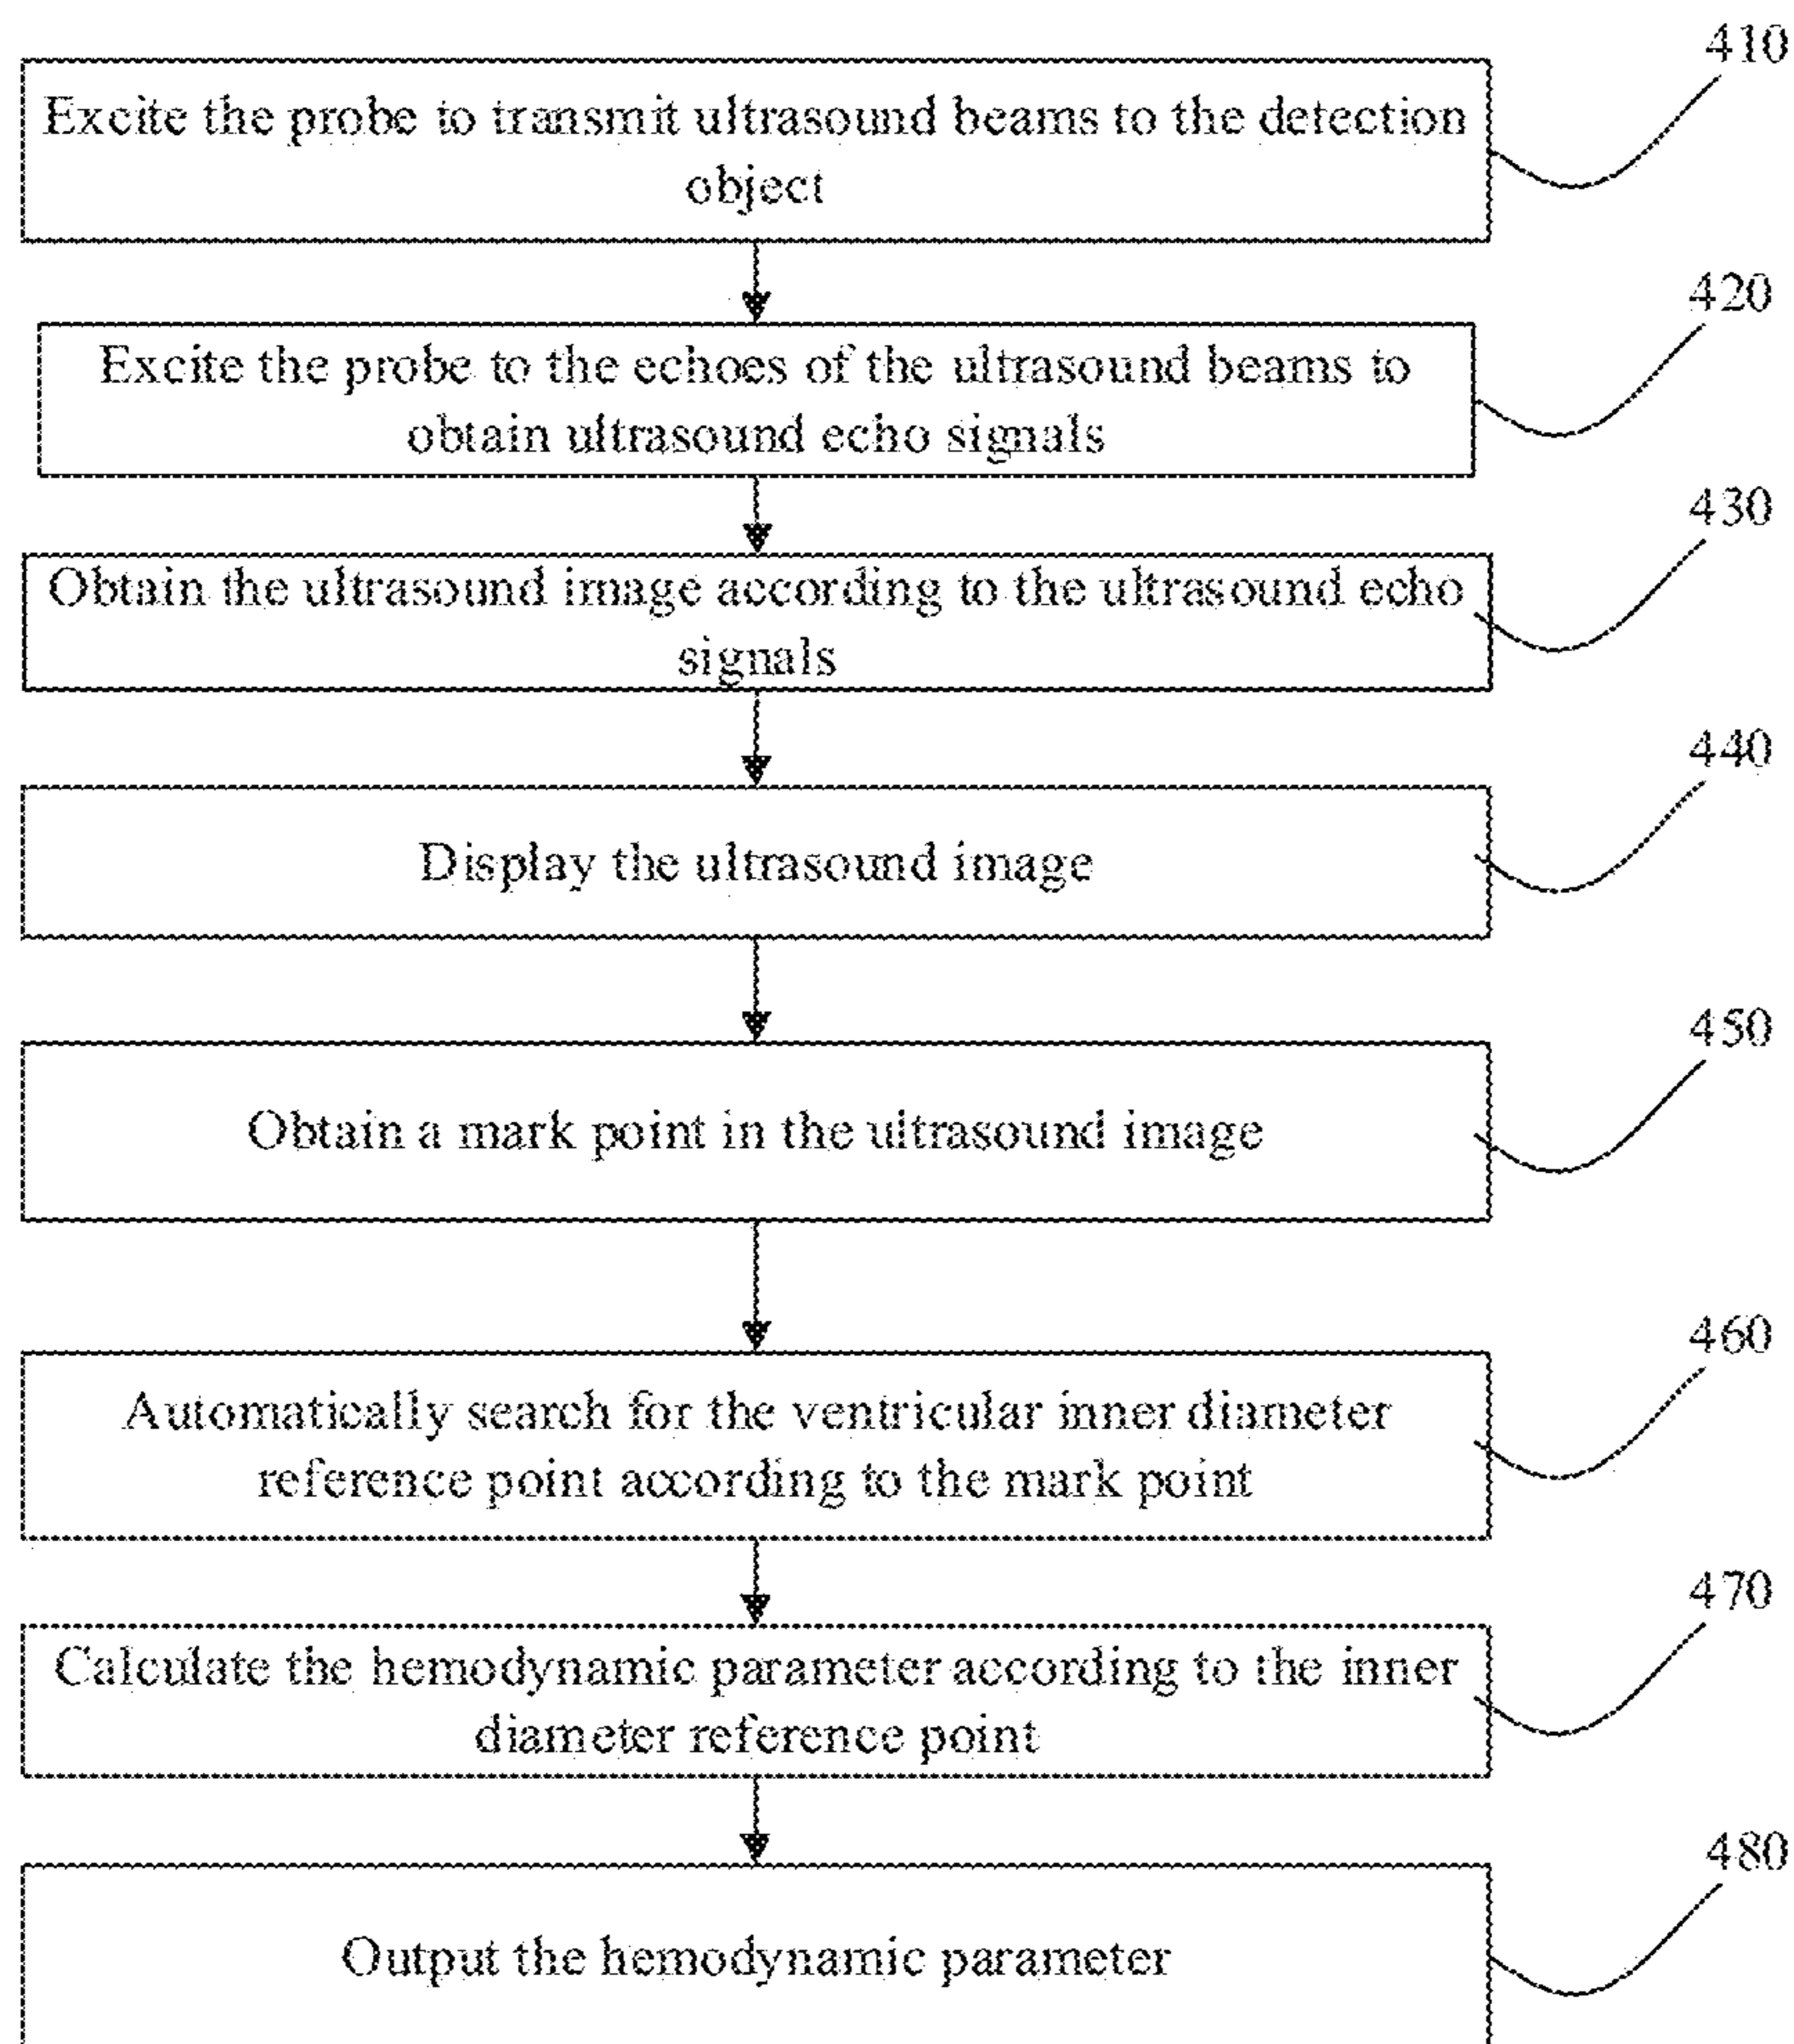 410
Excite the probe to transmit ultrasound beams to the detection
object
420
Excite the probe to the echoes of the ultrasound beams to
obtain ultrasound echo signals
430
Obtain the ultrasound image according to the ultrasound echo
signals
440
Display the ultrasound image
450
Obtain a mark point in the ultrasound image
460
Automatically search for the ventricular inner diameter
reference point according to the mark point
470
Calculate the hemodynamic parameter according to the inner
diameter reference point
480
Output the hemodynamic parameter